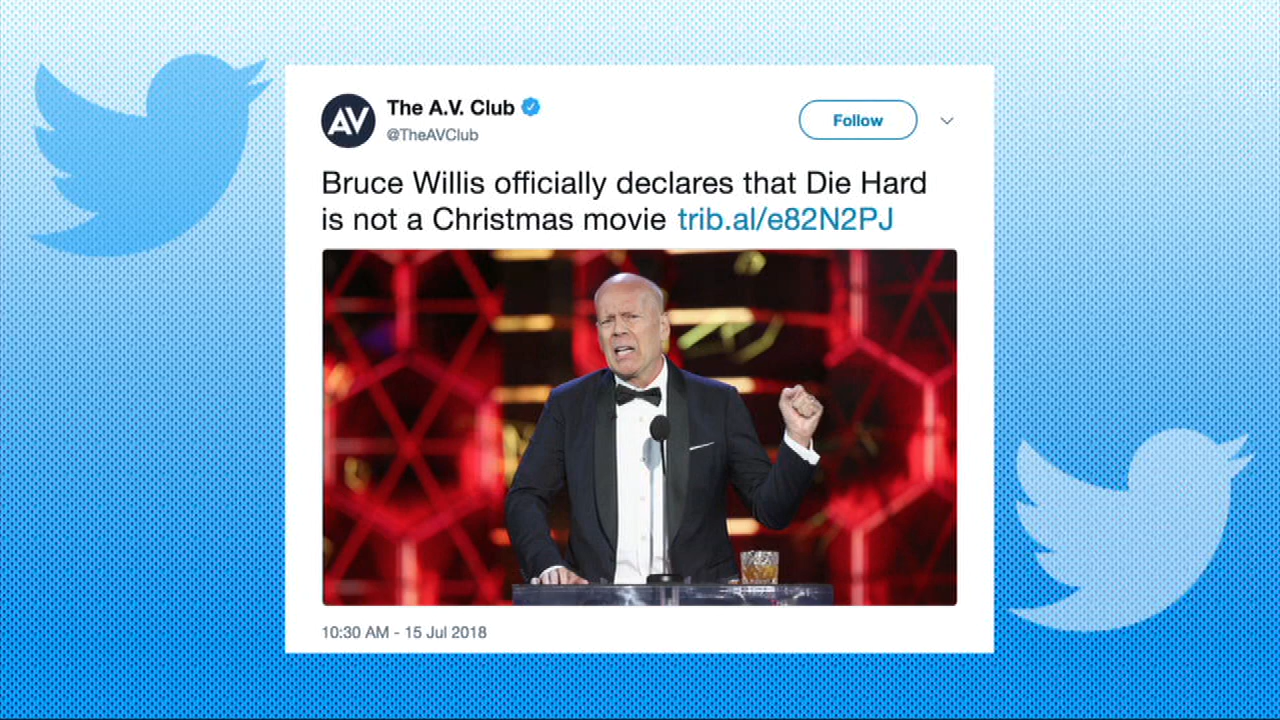 AV
The A.V. Club
@TheAVClub
Follow
Bruce Willis officially declares that Die Hard
is not a Christmas movie trib.al/e82N2PJ
10:30 AM - 15 Jul 2018